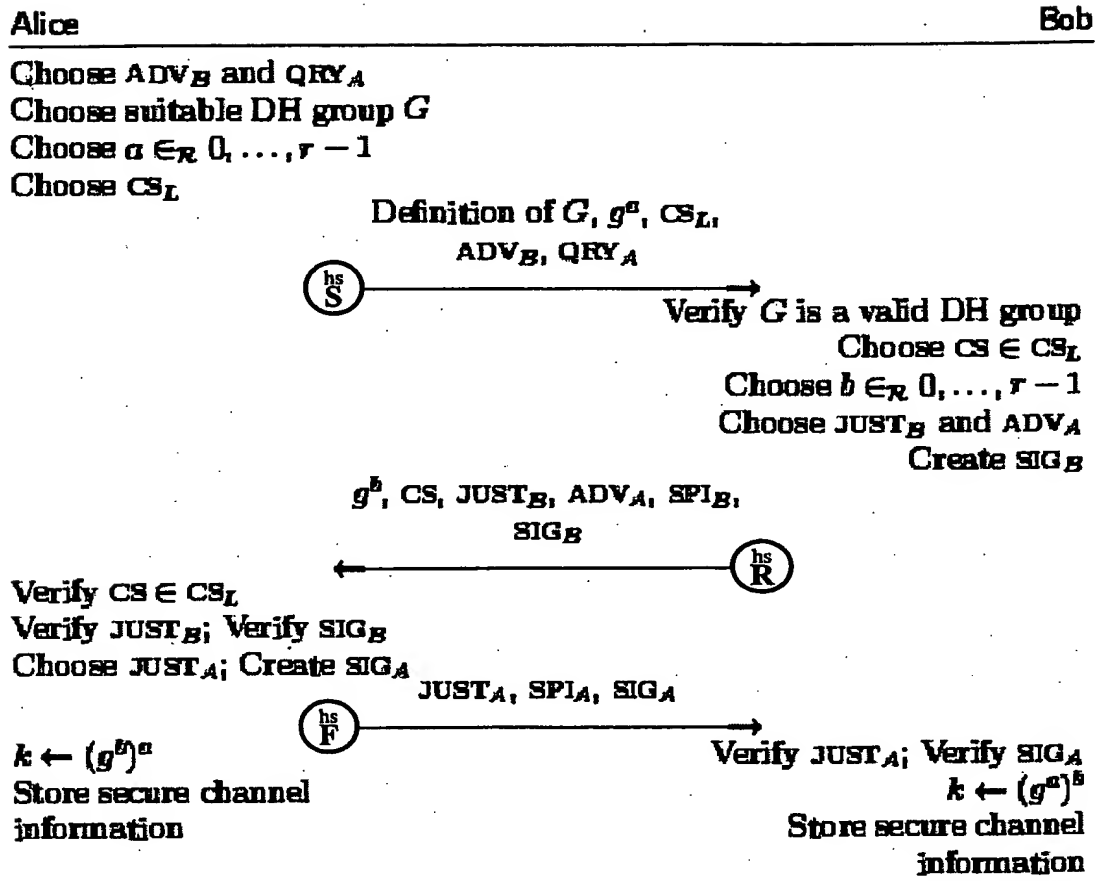 Alice
Bob
Choose ADV_B and QRY_A
Choose suitable DH group G
Choose a ∈_R 0, …, r − 1
Choose CS_L
Definition of G, g^a, CS_L,
ADV_B, QRY_A
hs
S
Verify G is a valid DH group
Choose CS ∈ CS_L
Choose b ∈_R 0, …, r − 1
Choose JUST_B and ADV_A
Create SIG_B
g^b, CS, JUST_B, ADV_A, SPI_B,
SIG_B
hs
R
Verify CS ∈ CS_L
Verify JUST_B; Verify SIG_B
Choose JUST_A; Create SIG_A
JUST_A, SPI_A, SIG_A
hs
F
k ← (g^b)^a
Store secure channel
information
Verify JUST_A; Verify SIG_A
k ← (g^a)^b
Store secure channel
information